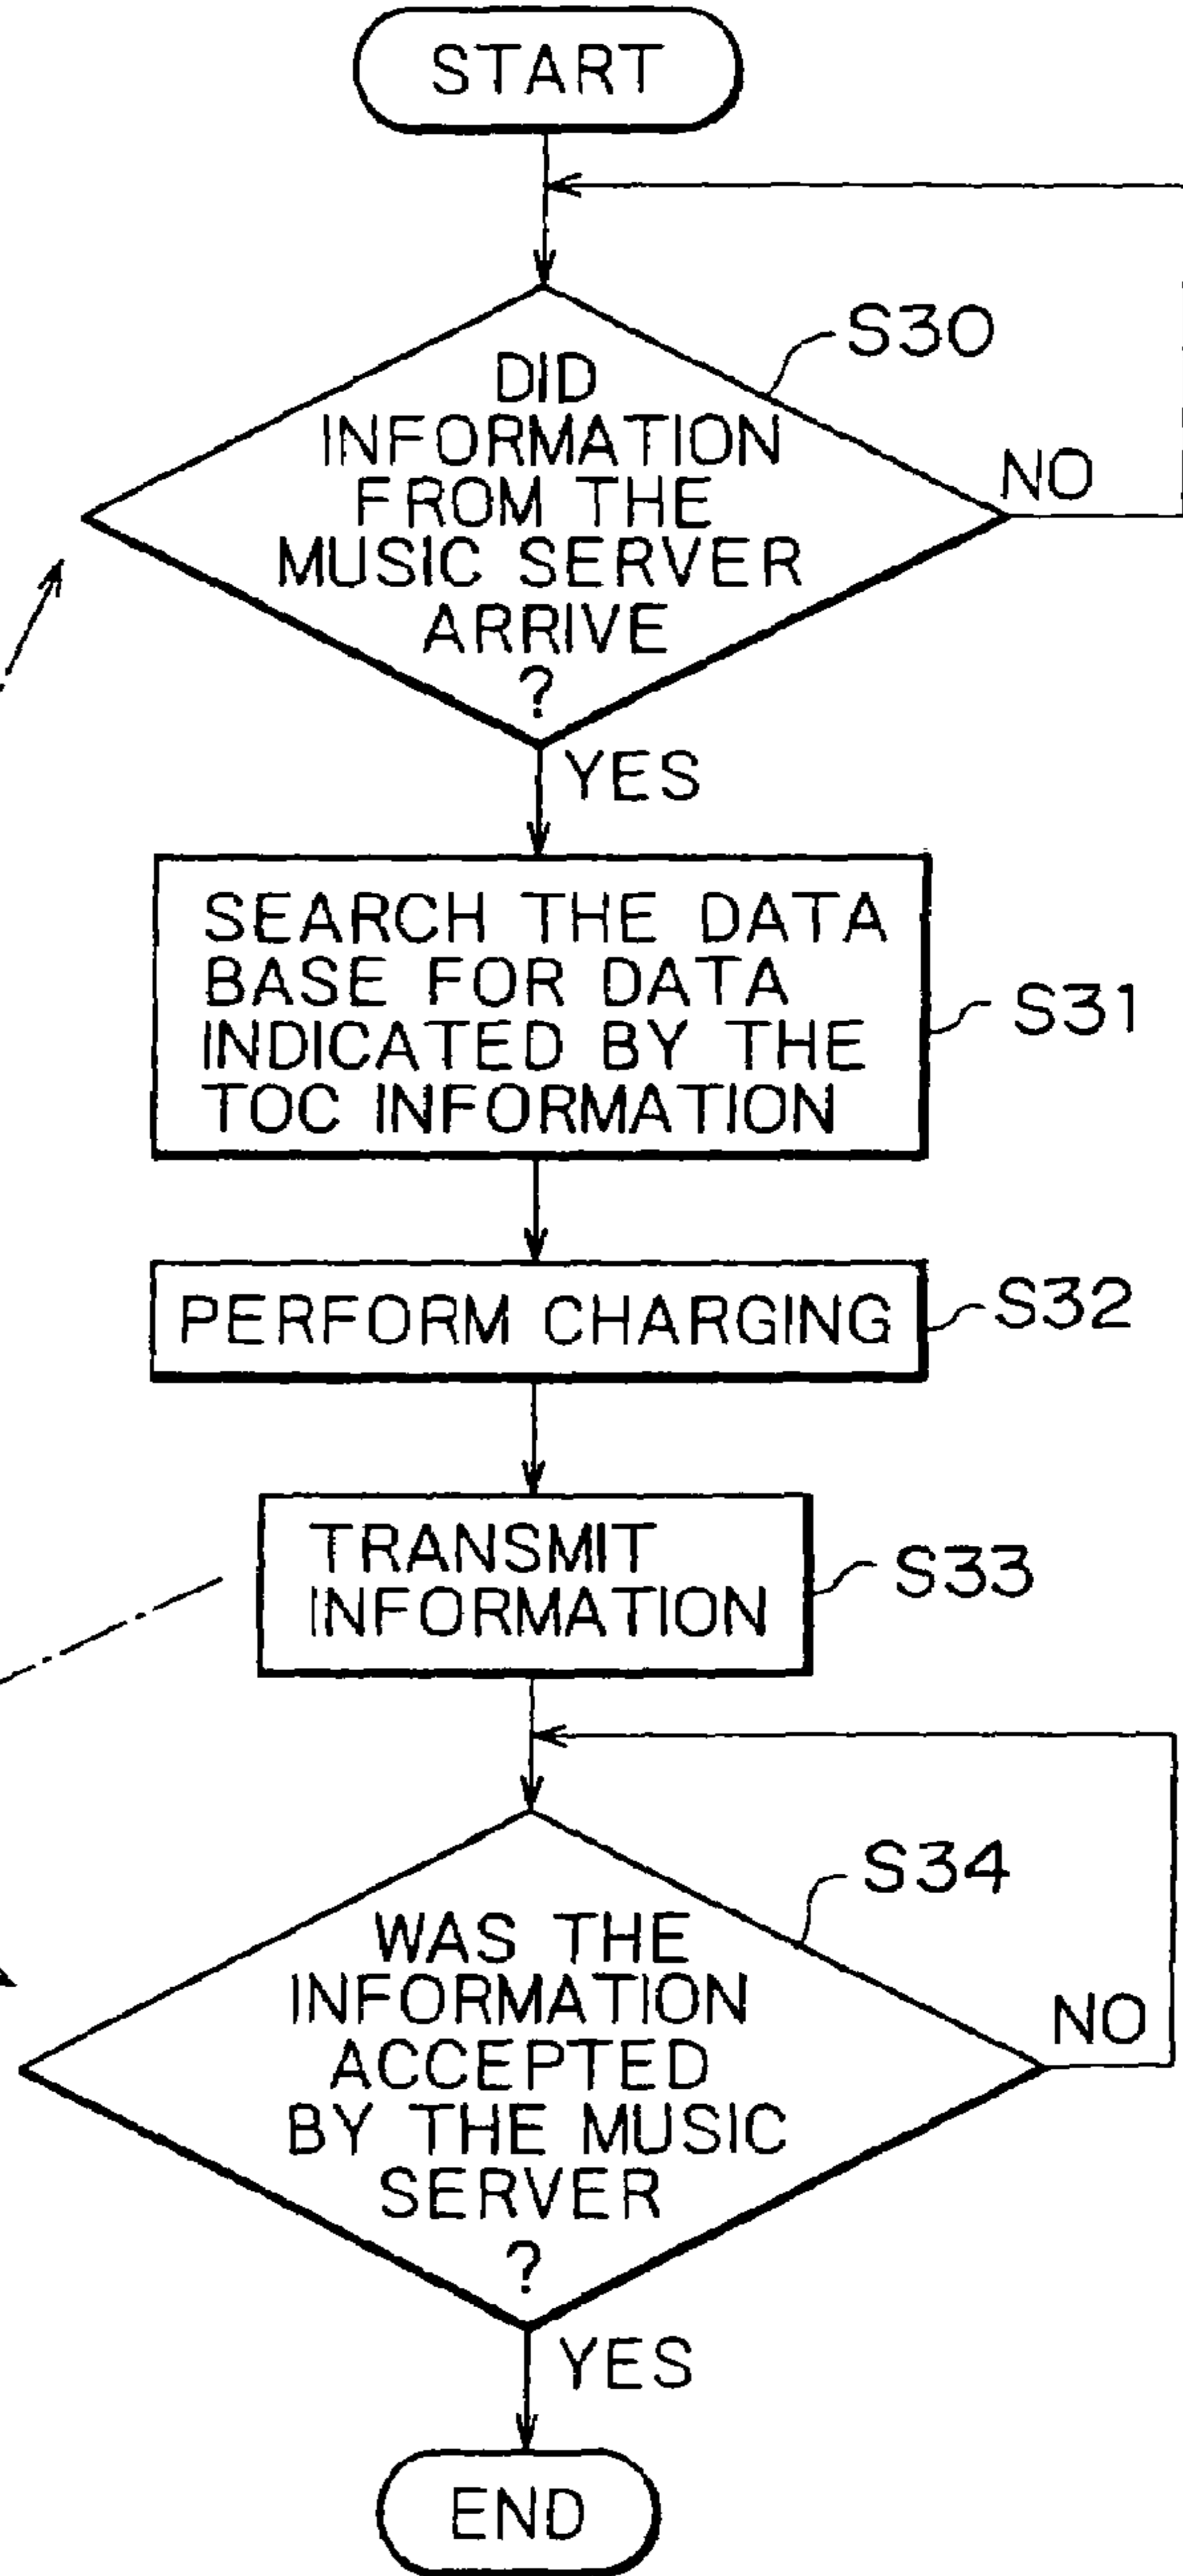 START
S30
DID
INFORMATION
FROM THE
MUSIC SERVER
ARRIVE
?
NO
YES
SEARCH THE DATA
BASE FOR DATA
INDICATED BY THE
TOC INFORMATION
S31
PERFORM CHARGING
S32
TRANSMIT
INFORMATION
S33
S34
WAS THE
INFORMATION
ACCEPTED
BY THE MUSIC
SERVER
?
NO
YES
END